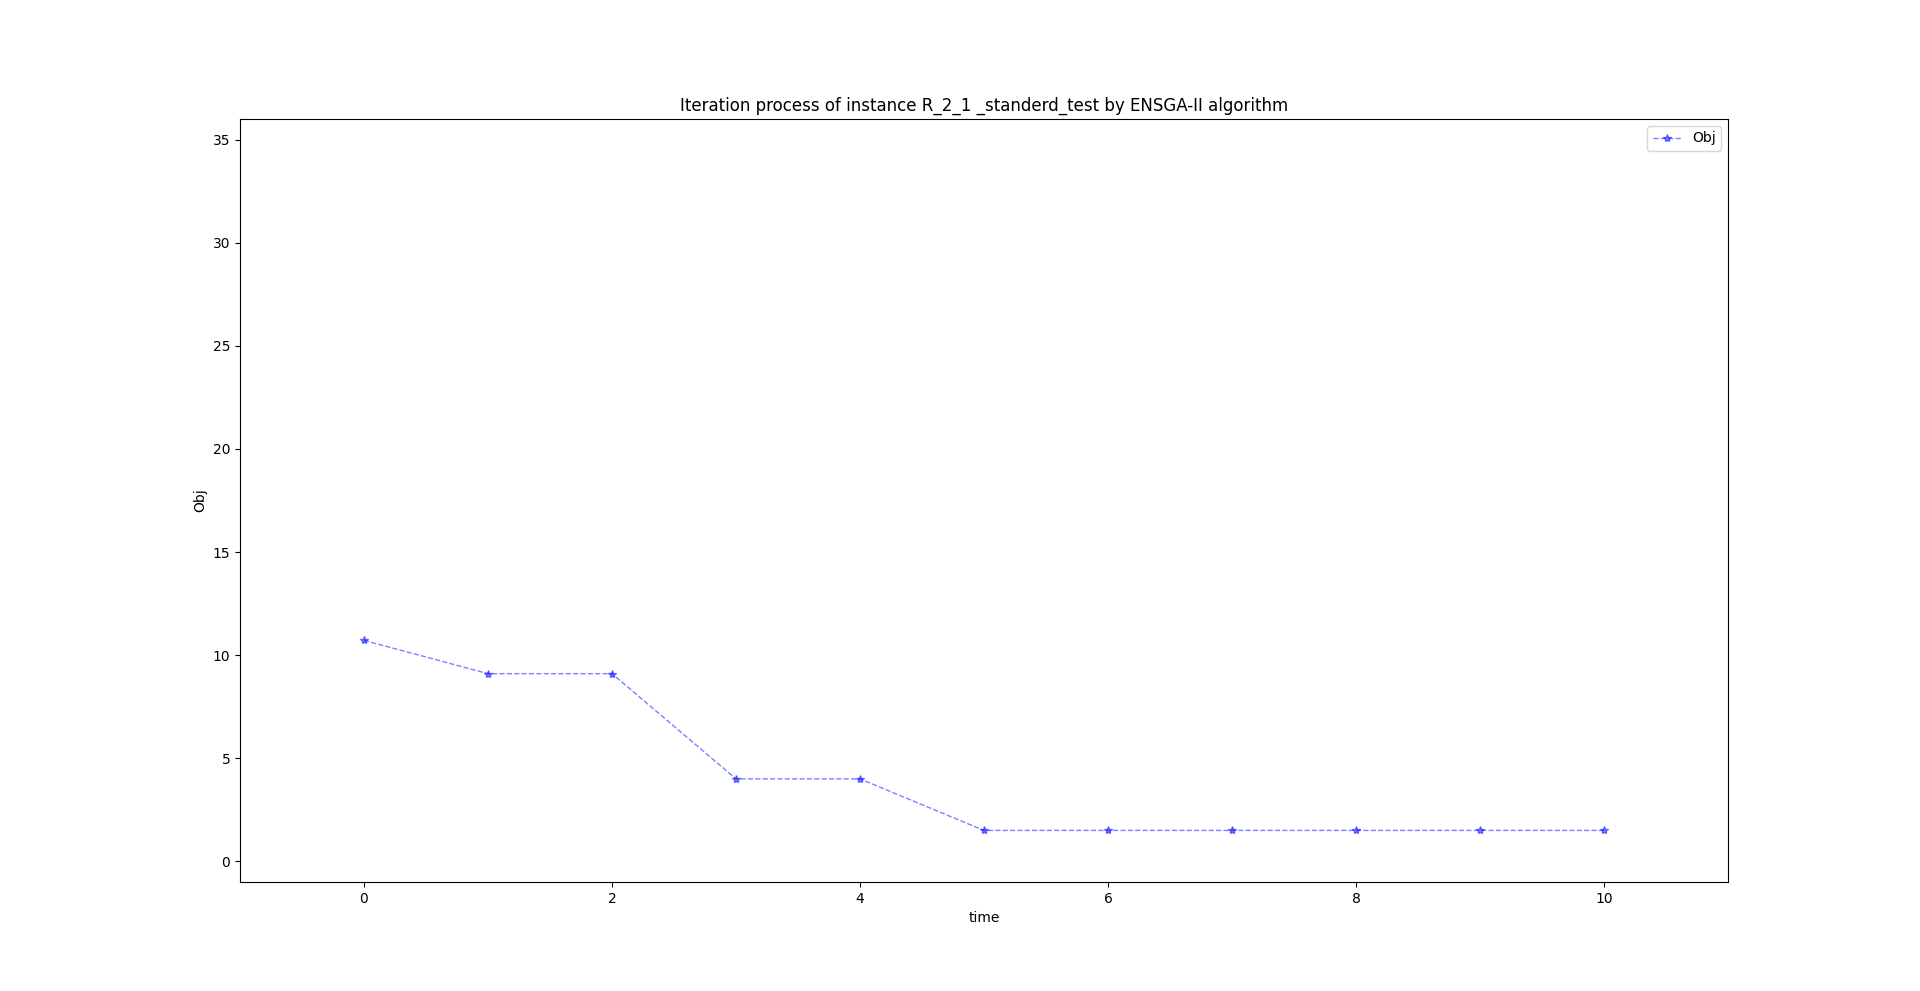 Iteration process of instance R_2_1 _standerd_test by ENSGA-II algorithm
Obj
35
30
25
20
15
10
5
0
Obj
0 2 4 6 8 10
time